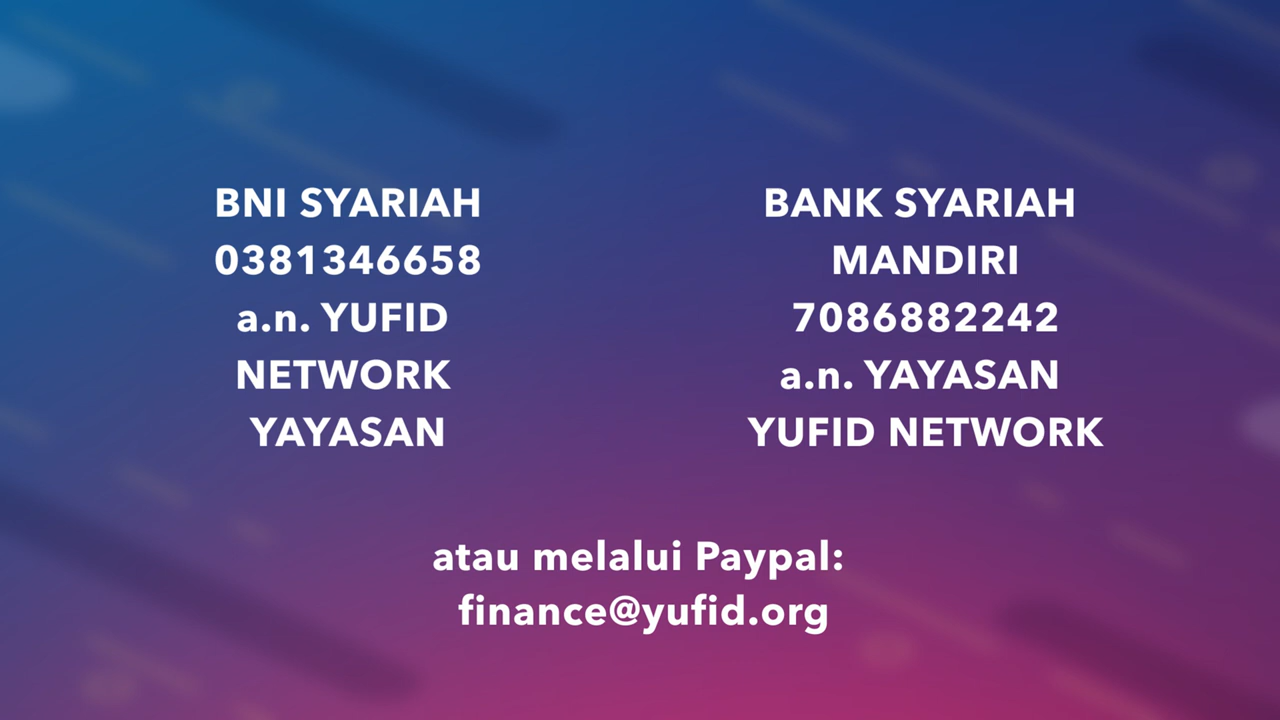 BNI SYARIAH
0381346658
a.n. YUFID
NETWORK
YAYASAN
BANK SYARIAH
MANDIRI
7086882242
a.n. YAYASAN
YUFID NETWORK
atau melalui Paypal:
finance@yufid.org